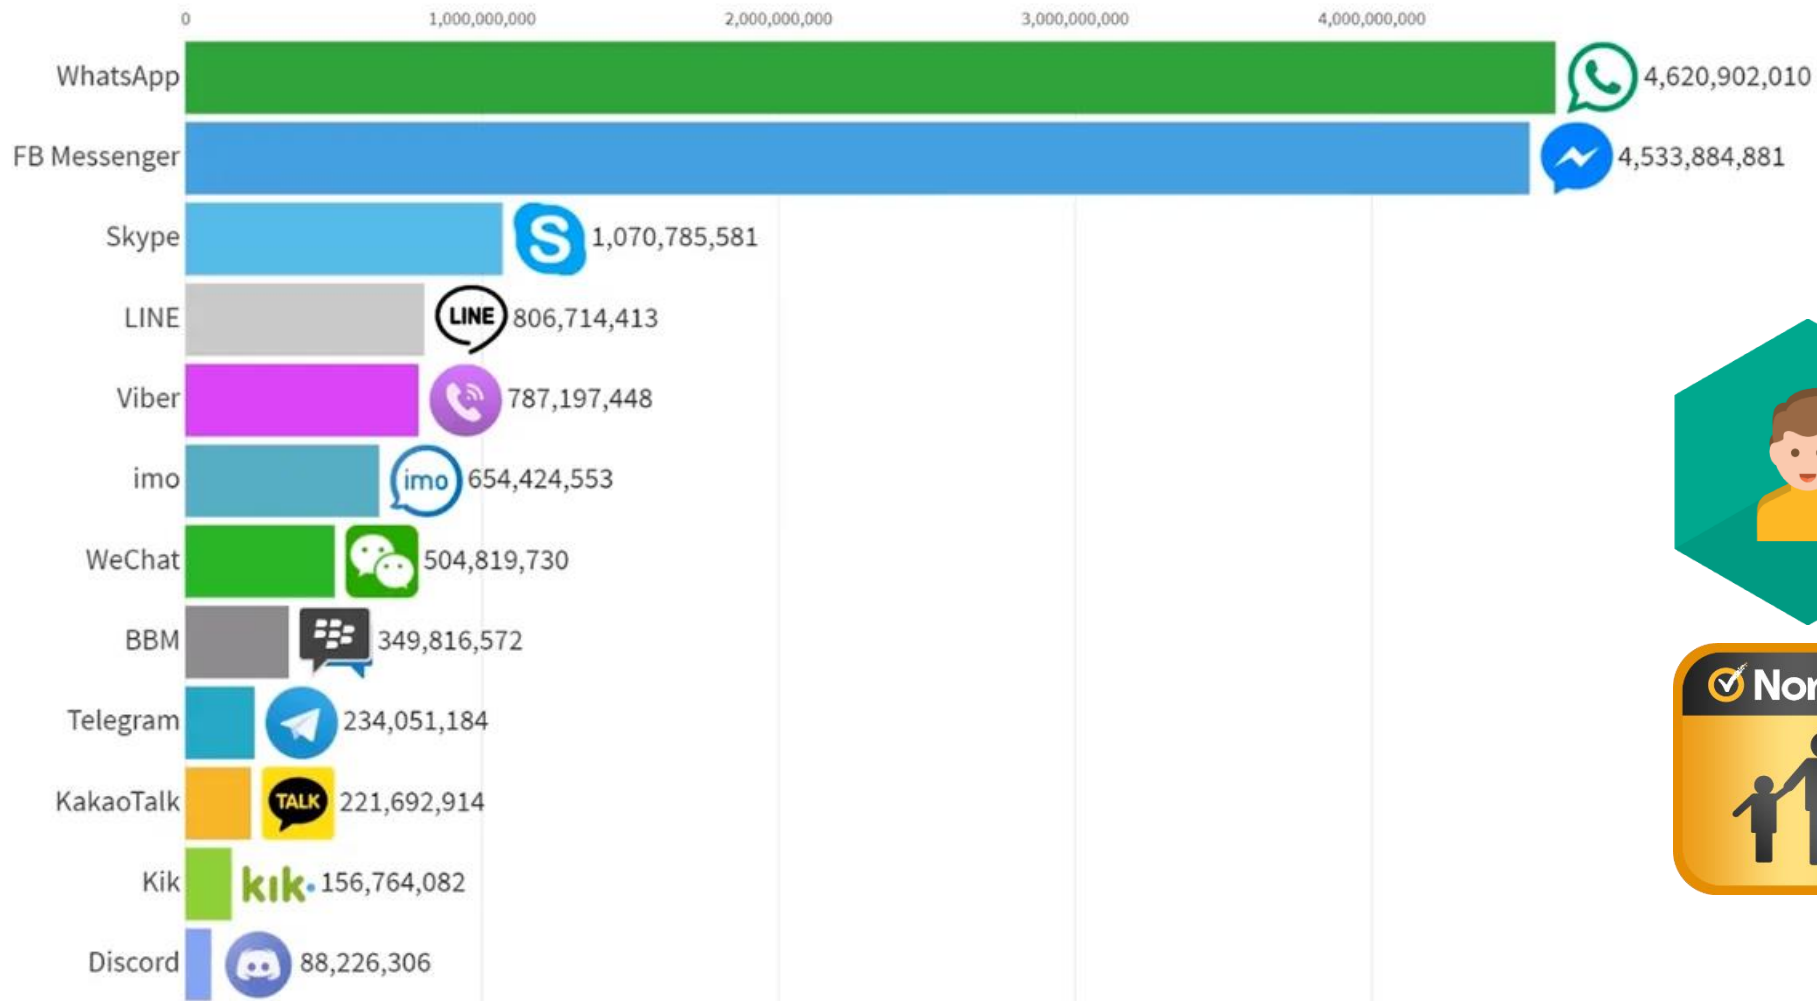 0 1,000,000,000 2,000,000,000 3,000,000,000 4,000,000,000
WhatsApp 4,620,902,010
FB Messenger 4,533,884,881
Skype S 1,070,785,581
LINE LINE 806,714,413
Viber 787,197,448
imo imo 654,424,553
WeChat 504,819,730
BBM 349,816,572
Telegram 234,051,184
KakaoTalk TALK 221,692,914
Kik kik. 156,764,082
Discord 88,226,306
Nor